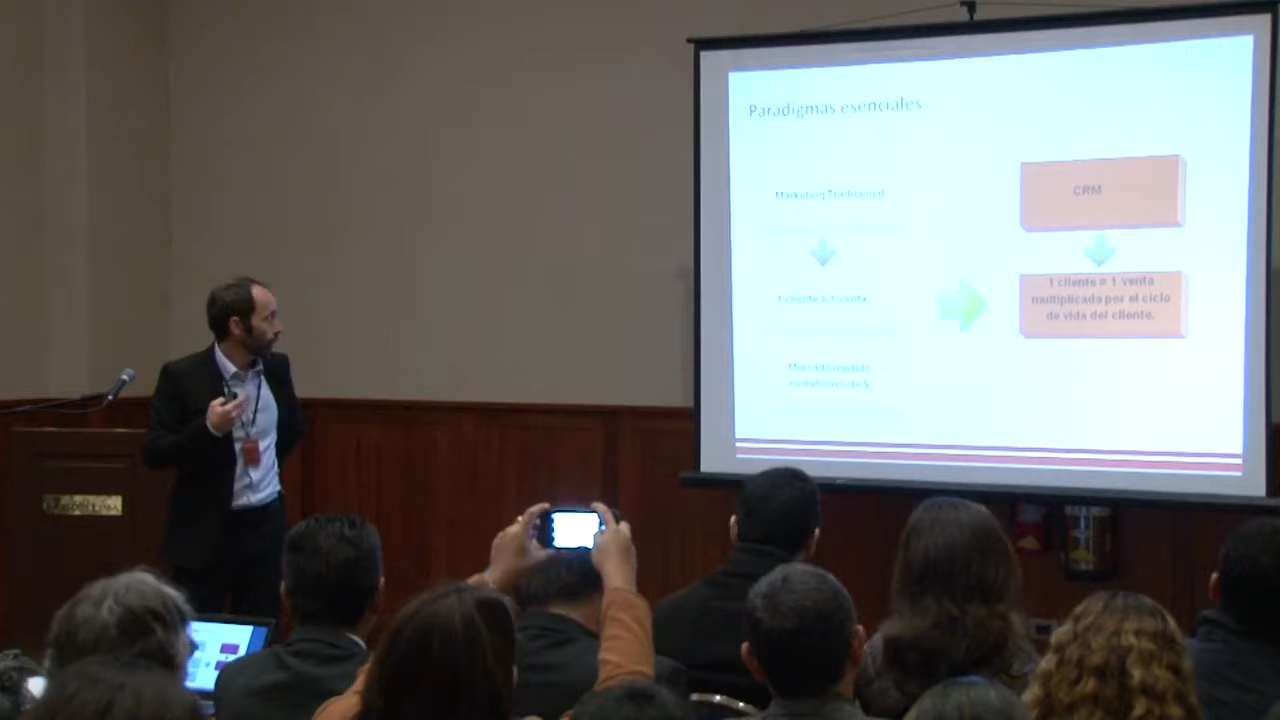 Paradigmas esenciales
Marketing Tradicional
1 cliente = 1 venta
Mercado medido
en millones de $
CRM
1 cliente = 1 venta
multiplicada por el ciclo
de vida del cliente.